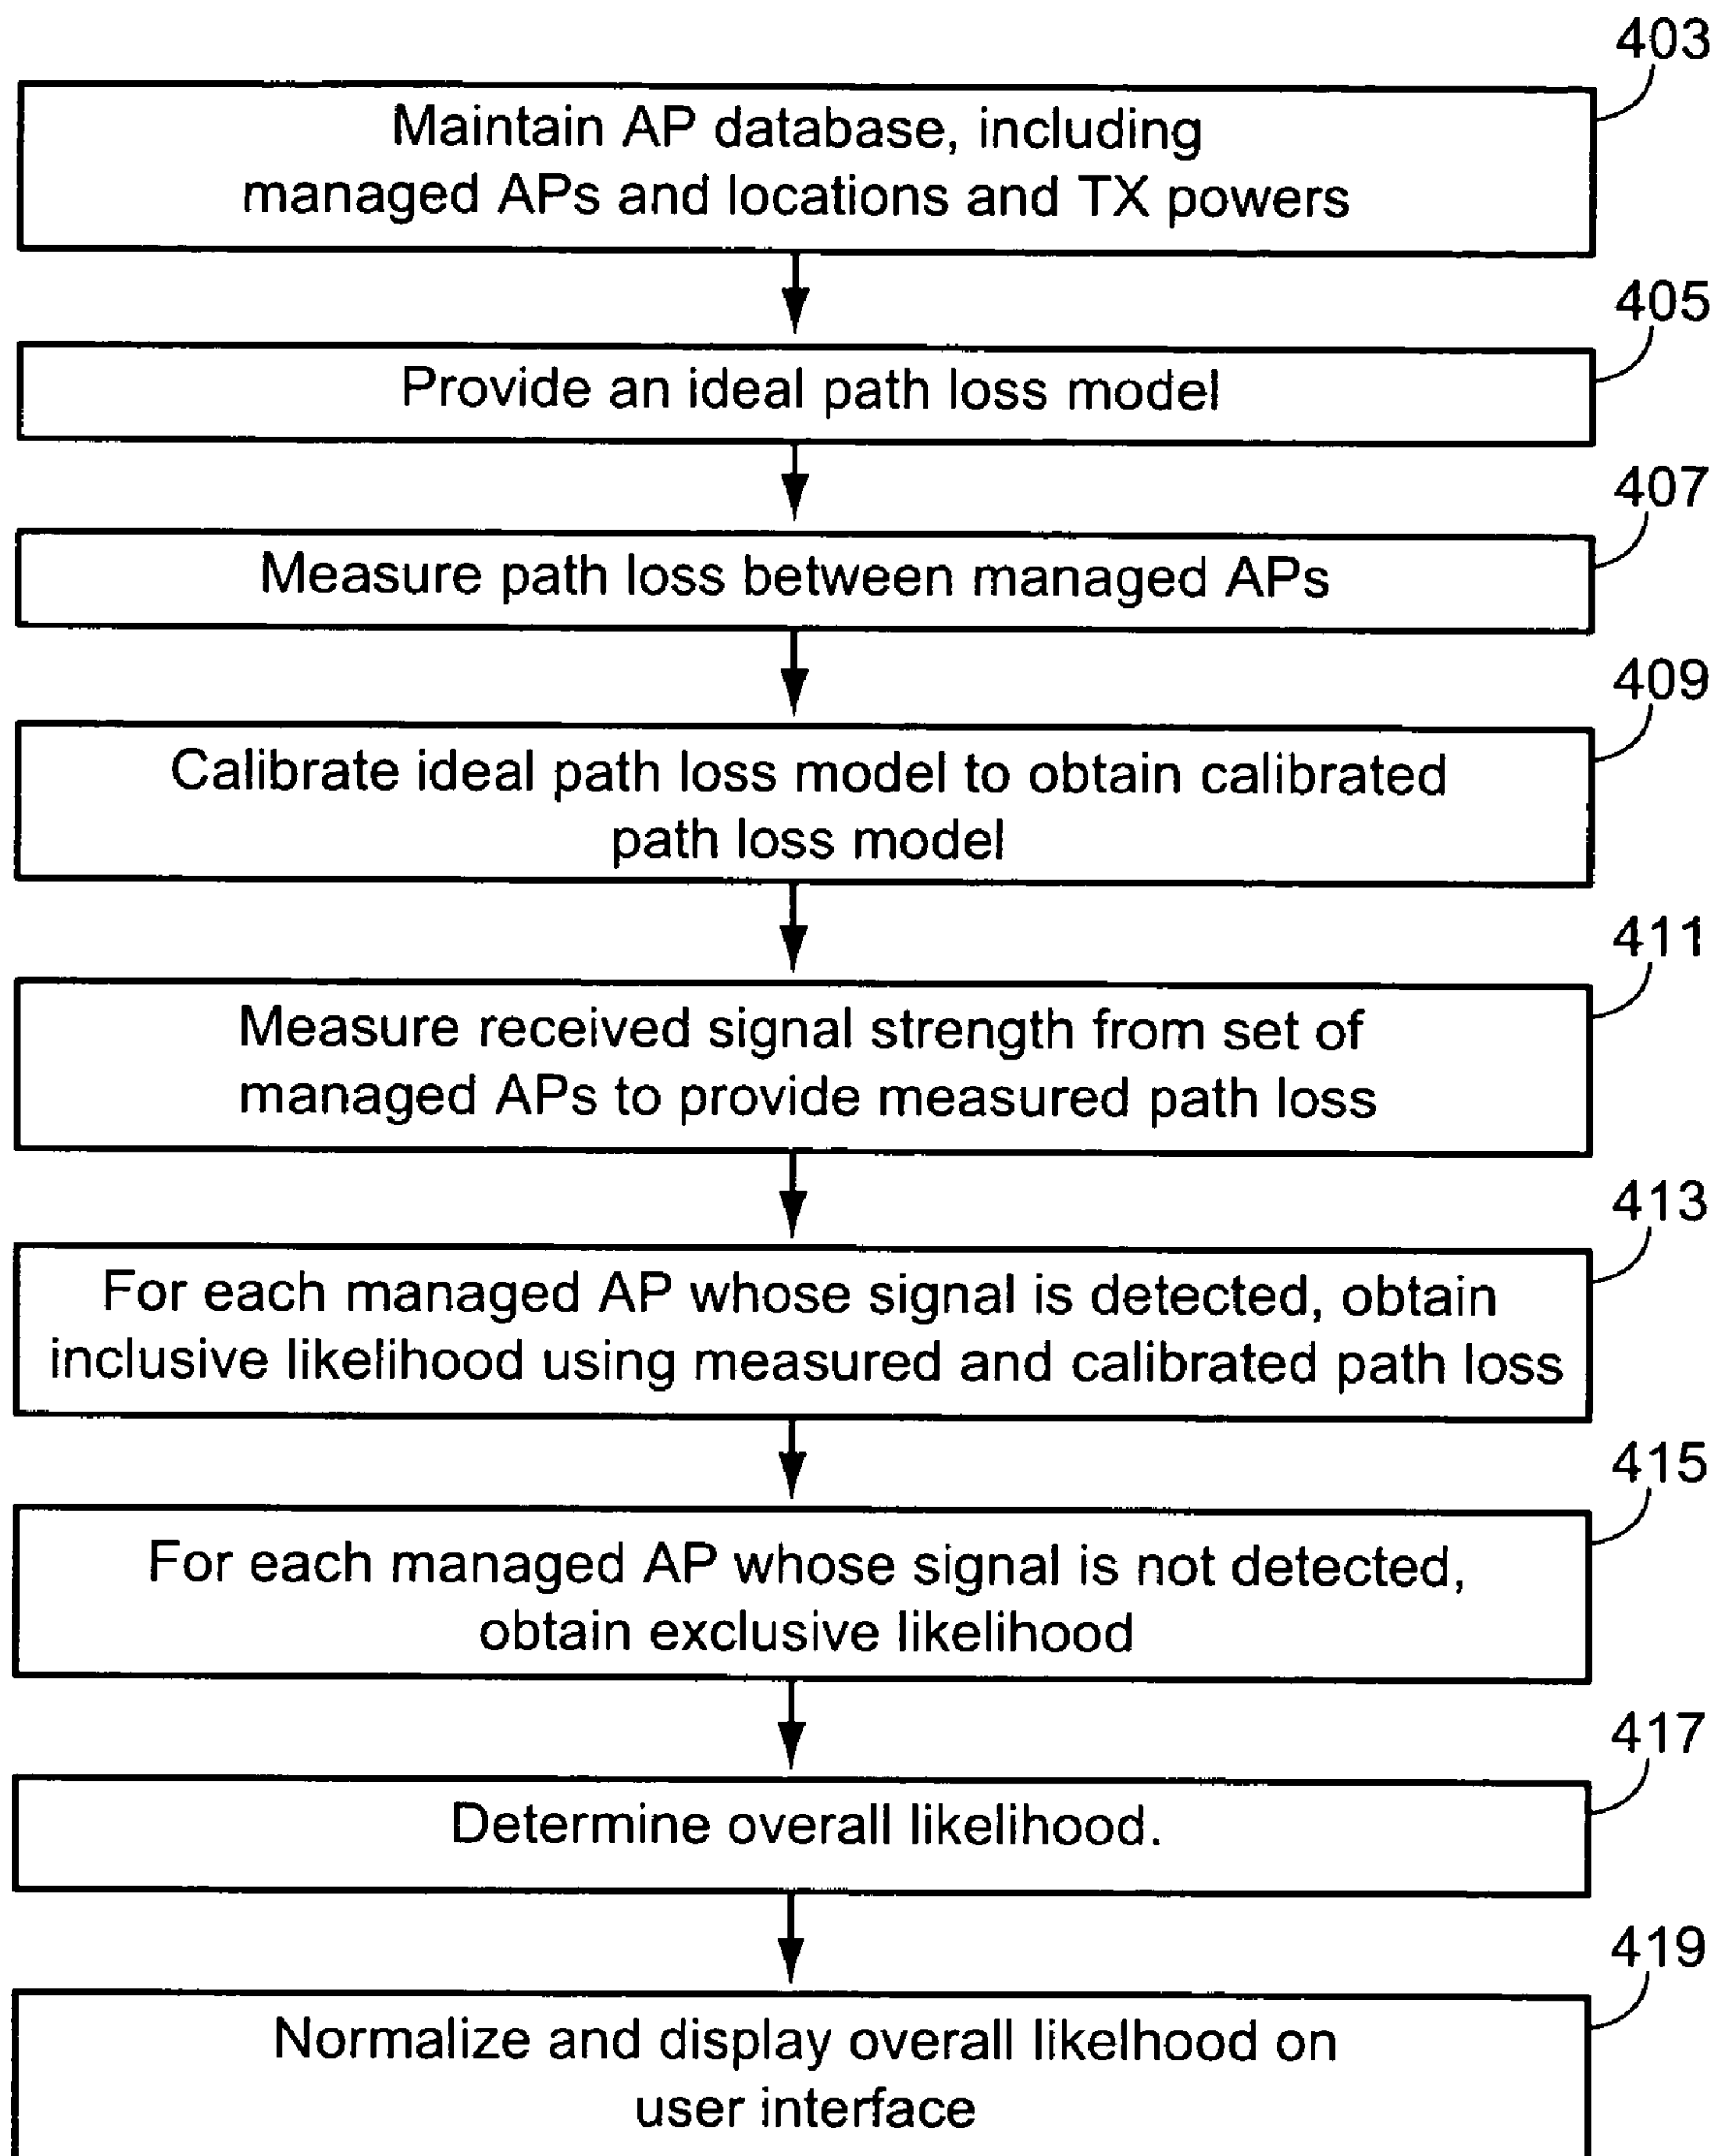 403
Maintain AP database, including
managed APs and locations and TX powers
405
Provide an ideal path loss model
407
Measure path loss between managed APs
409
Calibrate ideal path loss model to obtain calibrated
path loss model
411
Measure received signal strength from set of
managed APs to provide measured path loss
413
For each managed AP whose signal is detected, obtain
inclusive likelihood using measured and calibrated path loss
415
For each managed AP whose signal is not detected,
obtain exclusive likelihood
417
Determine overall likelihood.
419
Normalize and display overall likelhood on
user interface